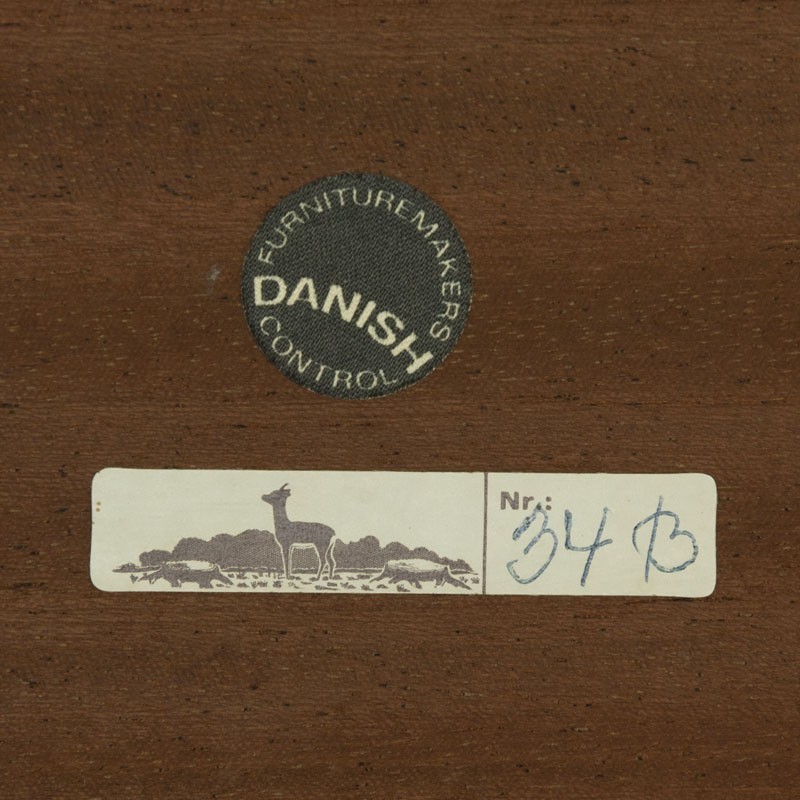 FURNITUREMAKERS
DANISH
CONTROL
Nr.: 34 B